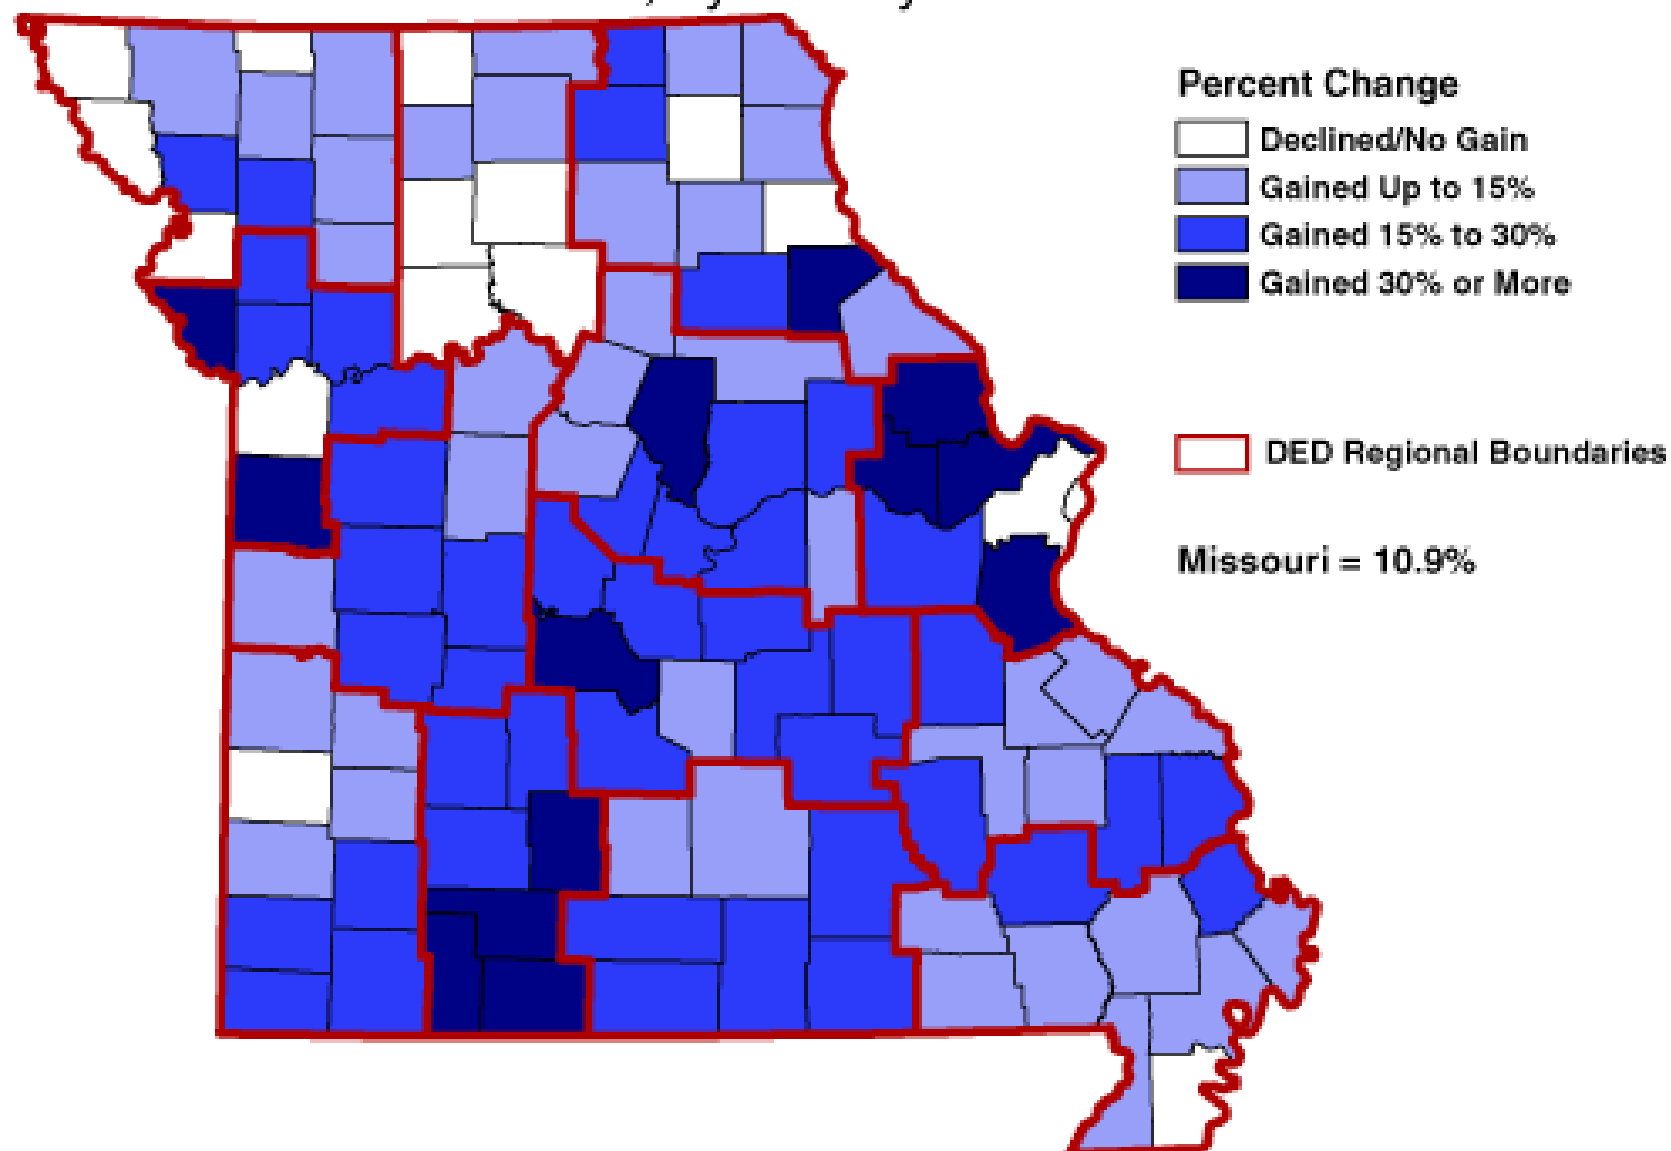 Percent Change
Declined/No Gain
Gained Up to 15%
Gained 15% to 30%
Gained 30% or More
DED Regional Boundaries
Missouri = 10.9%